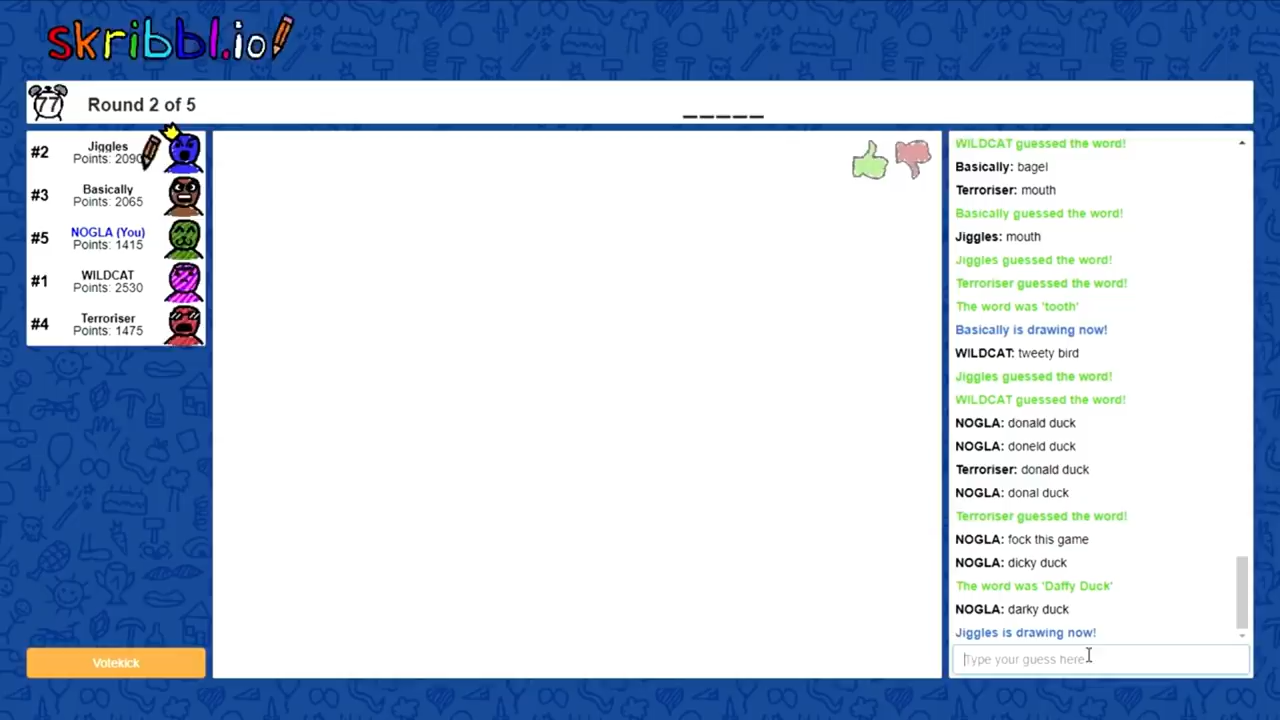 skribbl.io
77
Round 2 of 5
_ _ _ _ _
#2
Jiggles
Points: 2090
#3
Basically
Points: 2065
#5
NOGLA (You)
Points: 1415
#1
WILDCAT
Points: 2530
#4
Terroriser
Points: 1475
Votekick
WILDCAT guessed the word!
Basically: bagel
Terroriser: mouth
Basically guessed the word!
Jiggles: mouth
Jiggles guessed the word!
Terroriser guessed the word!
The word was 'tooth'
Basically is drawing now!
WILDCAT: tweety bird
Jiggles guessed the word!
WILDCAT guessed the word!
NOGLA: donald duck
NOGLA: doneld duck
Terroriser: donald duck
NOGLA: donal duck
Terroriser guessed the word!
NOGLA: fock this game
NOGLA: dicky duck
The word was 'Daffy Duck'
NOGLA: darky duck
Jiggles is drawing now!
Type your guess here